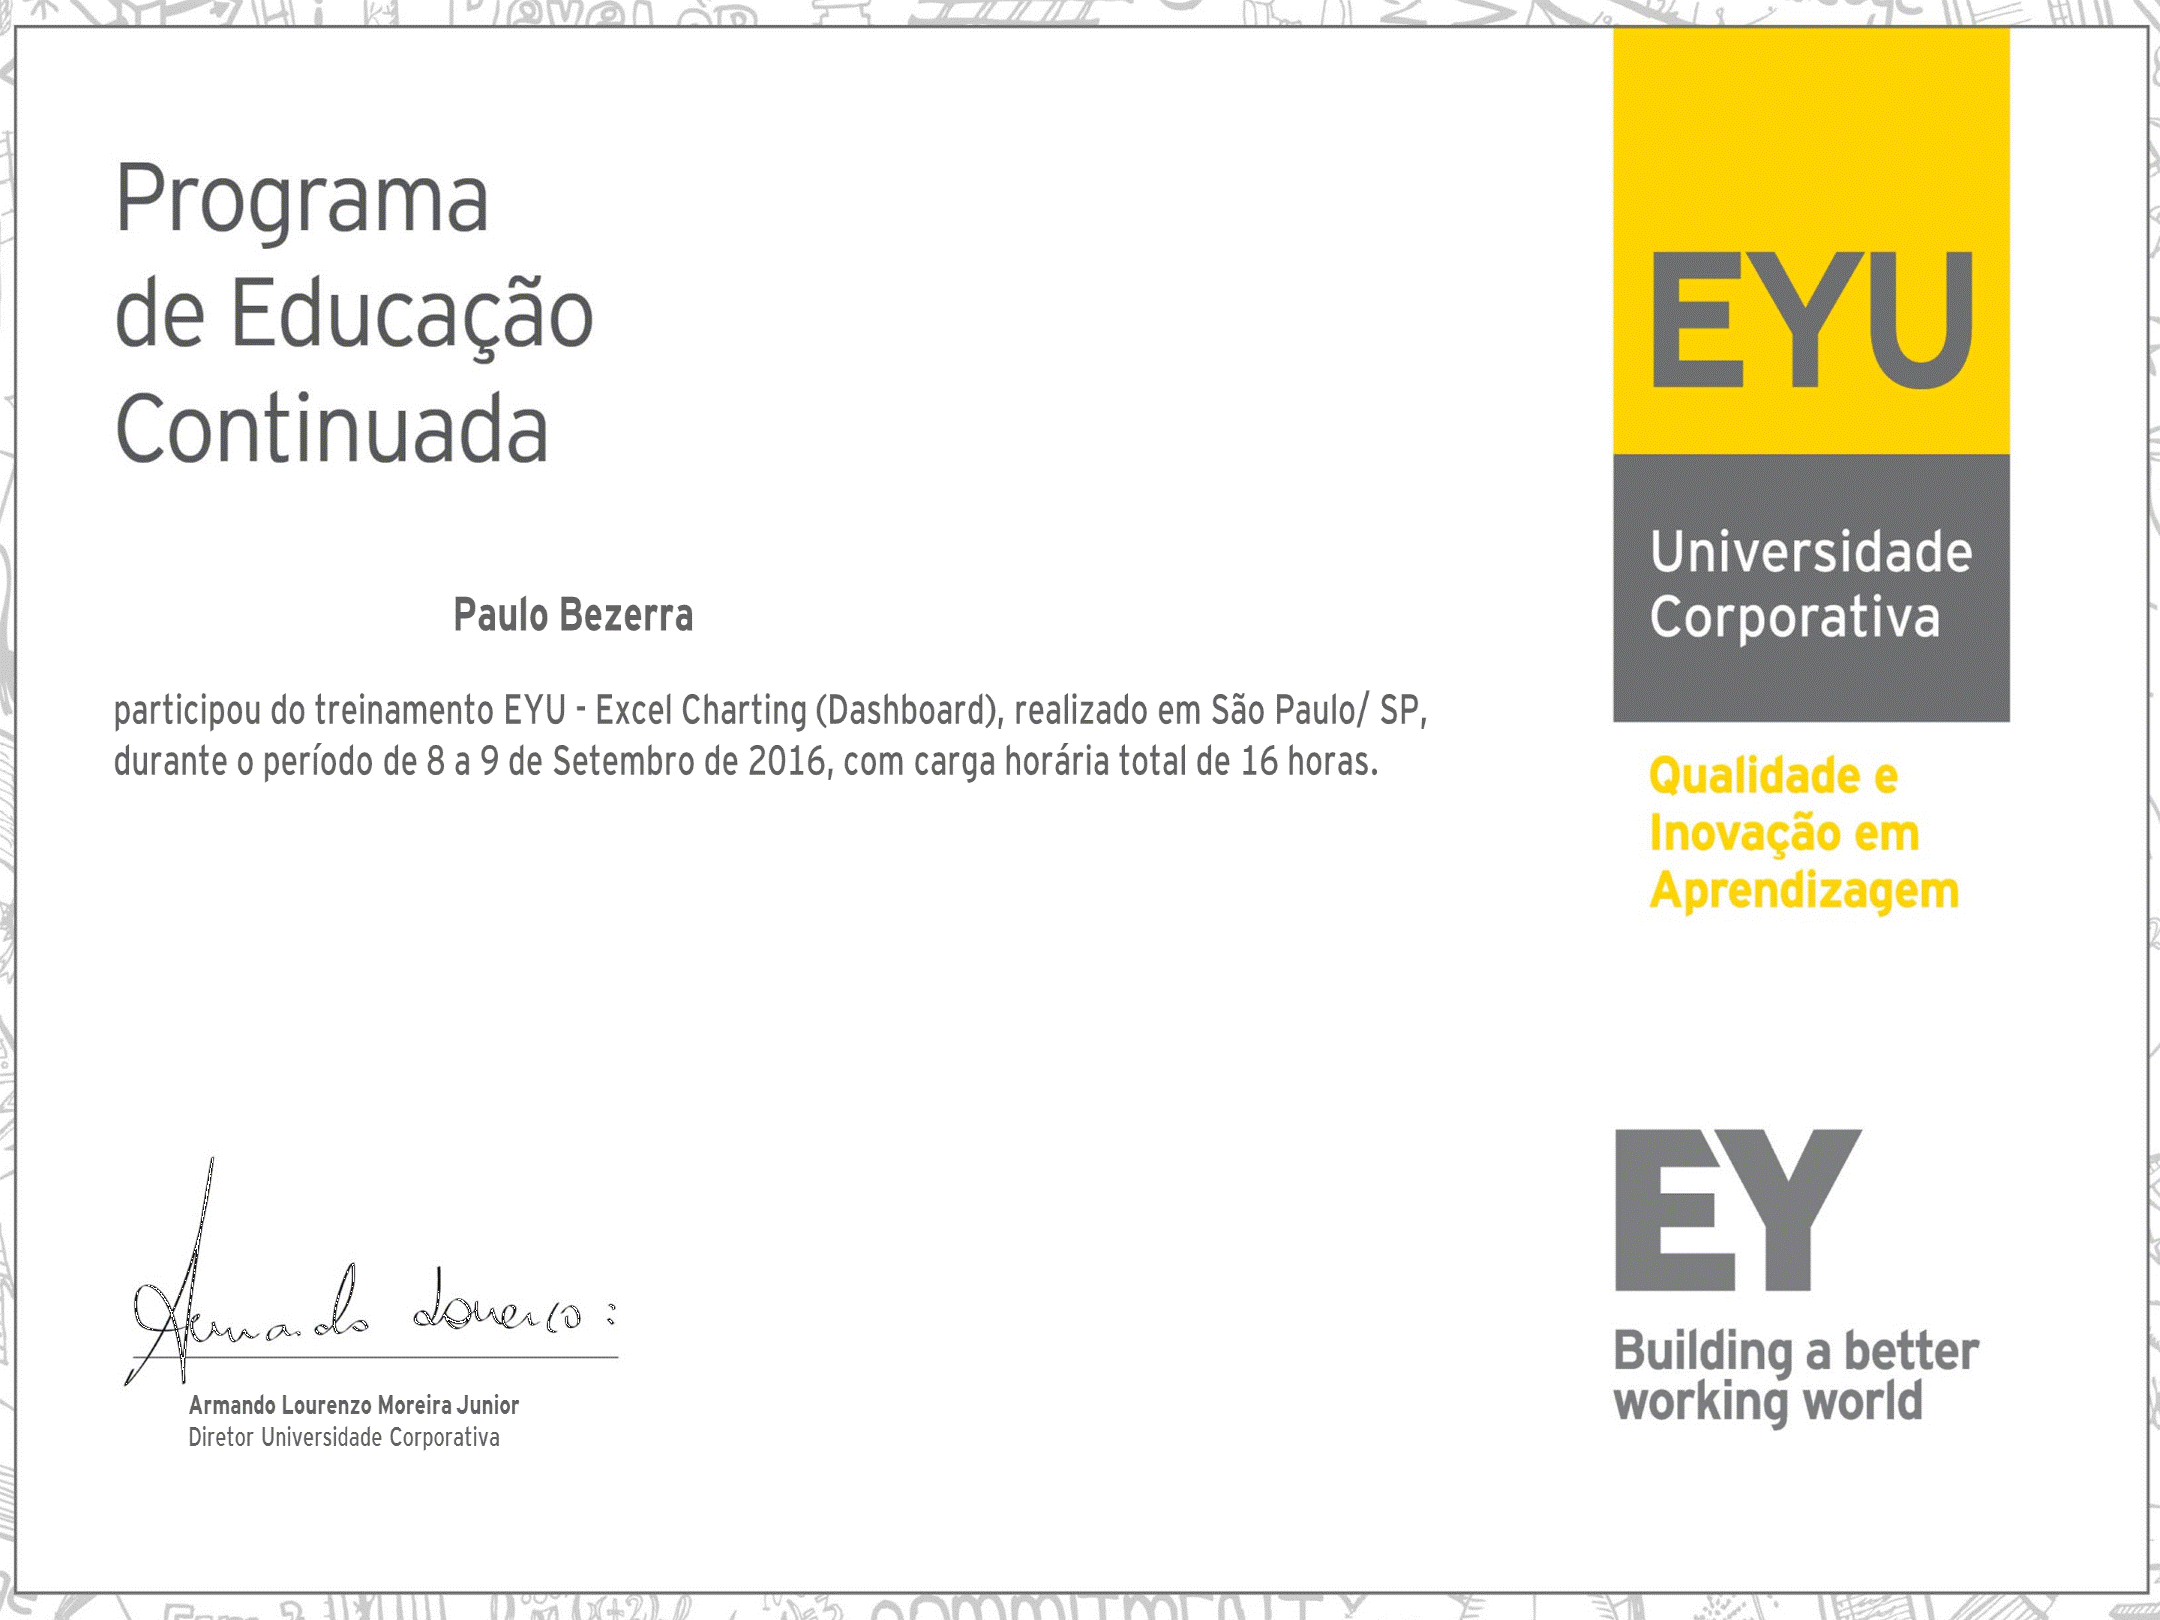 Programa
de Educação
Continuada
Paulo Bezerra
participou do treinamento EYU - Excel Charting (Dashboard), realizado em São Paulo/ SP,
durante o período de 8 a 9 de Setembro de 2016, com carga horária total de 16 horas.
Armando Lourenço
Armando Lourenzo Moreira Junior
Diretor Universidade Corporativa
EYU
Universidade
Corporativa
Qualidade e
Inovação em
Aprendizagem
EY
Building a better
working world